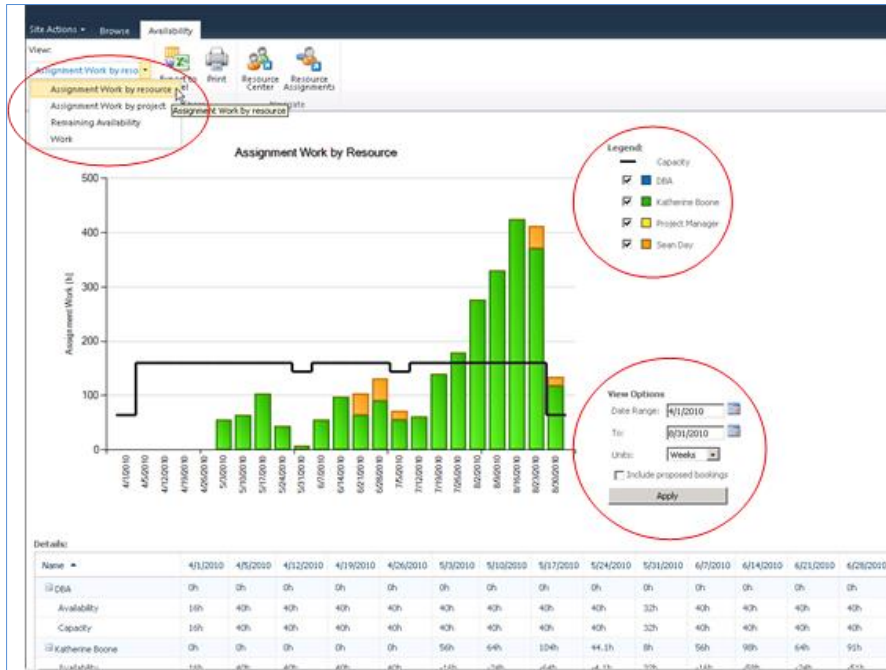 Site Actions Browse Availability
View:
Assignment Work by reso
Print
Resource Center
Resource Assignments
Assignment Work by resource
Assignment Work by project
Assignment Work by resource
Remaining Availability
Work
Assignment Work by Resource
Assignment Work [h]
500
400
300
200
100
0
4/1/2010 4/5/2010 4/12/2010 4/19/2010 4/26/2010 5/3/2010 5/10/2010 5/17/2010 5/24/2010 5/31/2010 6/7/2010 6/14/2010 6/21/2010 6/28/2010 7/5/2010 7/12/2010 7/19/2010 7/26/2010 8/2/2010 8/9/2010 8/16/2010 8/23/2010 8/30/2010
Legend:
Capacity
DBA
Katherine Boone
Project Manager
Sean Day
View Options
Date Range: 4/1/2010
To: 8/31/2010
Units: Weeks
Include proposed bookings
Apply
Details:
Name 4/1/2010 4/5/2010 4/12/2010 4/19/2010 4/26/2010 5/3/2010 5/10/2010 5/17/2010 5/24/2010 5/31/2010 6/7/2010 6/14/2010 6/21/2010 6/28/2010
DBA 0h 0h 0h 0h 0h 0h 0h 0h 0h 0h 0h 0h 0h 0h
Availability 16h 40h 40h 40h 40h 40h 40h 40h 40h 32h 40h 40h 40h 40h
Capacity 16h 40h 40h 40h 40h 40h 40h 40h 40h 32h 40h 40h 40h 40h
Katherine Boone 0h 0h 0h 0h 0h 56h 64h 104h 44.1h 8h 56h 98h 64h 91h